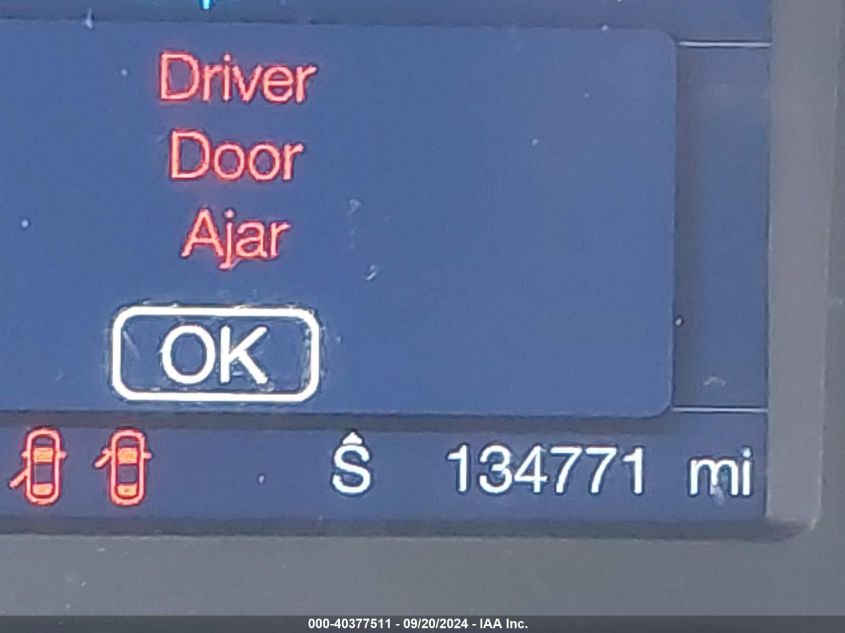 Driver
Door
Ajar
OK
Ŝ 134771 mi
000-40377511 - 09/20/2024 - IAA Inc.